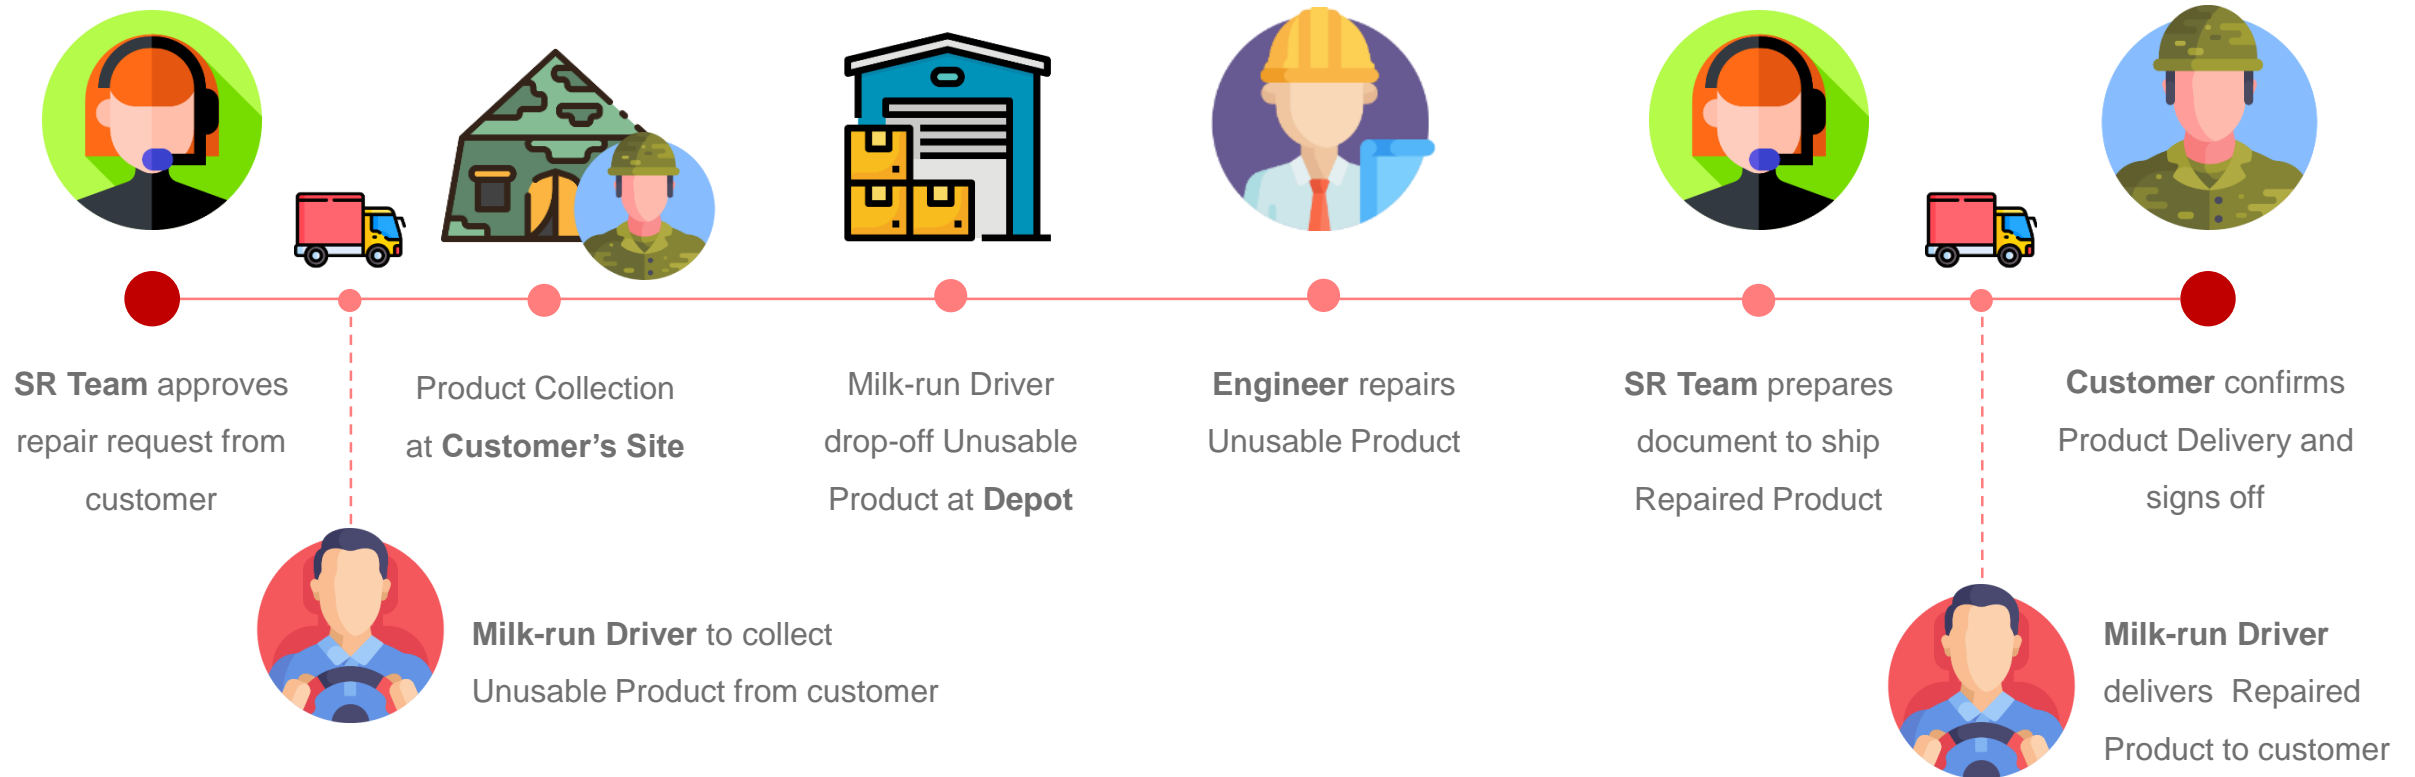 SR Team approves
repair request from
customer
Milk-run Driver to collect
Unusable Product from customer
Product Collection
at Customer’s Site
Milk-run Driver
drop-off Unusable
Product at Depot
Engineer repairs
Unusable Product
SR Team prepares
document to ship
Repaired Product
Milk-run Driver
delivers  Repaired
Product to customer
Customer confirms
Product Delivery and
signs off